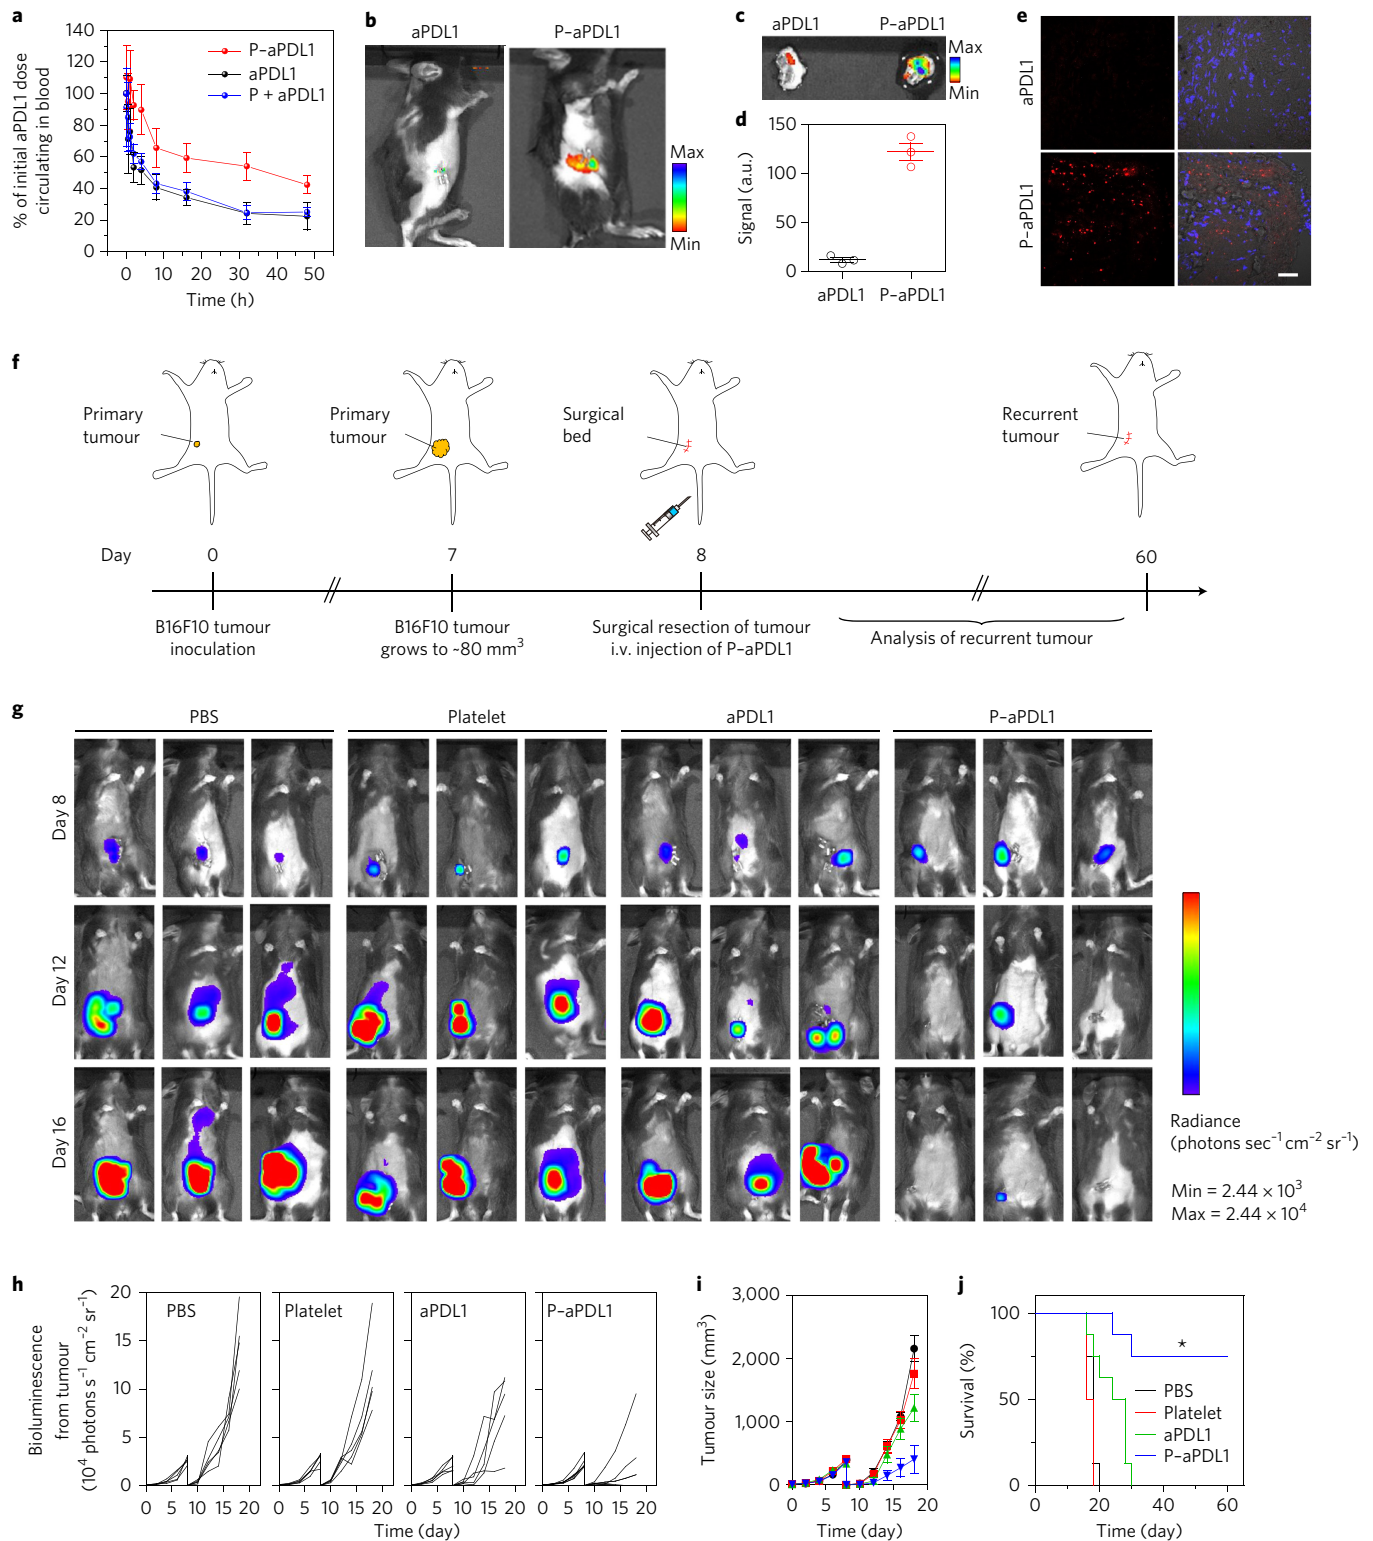 a
% of initial aPDL1 dose
circulating in blood
140
120
100
80
60
40
20
0
P–aPDL1
aPDL1
P + aPDL1
0 10 20 30 40 50
Time (h)
b
aPDL1
P–aPDL1
Max
Min
c
aPDL1
P–aPDL1
Max
Min
d
Signal (a.u.)
150
100
50
0
aPDL1
P–aPDL1
e
aPDL1
P–aPDL1
f
Primary
tumour
Primary
tumour
Surgical
bed
Recurrent
tumour
Day
0
7
8
60
B16F10 tumour
inoculation
B16F10 tumour
grows to ~80 mm³
Surgical resection of tumour
i.v. injection of P–aPDL1
Analysis of recurrent tumour
g
PBS
Platelet
aPDL1
P–aPDL1
Day 8
Day 12
Day 16
Radiance
(photons sec⁻¹ cm⁻² sr⁻¹)
Min = 2.44 × 10³
Max = 2.44 × 10⁴
h
Bioluminescence
from tumour
(10⁴ photons s⁻¹ cm⁻² sr⁻¹)
20
15
10
5
0
PBS
Platelet
aPDL1
P–aPDL1
0 5 10 15 20
0 5 10 15 20
0 5 10 15 20
0 5 10 15 20
Time (day)
i
Tumour size (mm³)
3,000
2,000
1,000
0
0 5 10 15 20
Time (day)
j
Survival (%)
100
50
0
*
PBS
Platelet
aPDL1
P–aPDL1
0 20 40 60
Time (day)